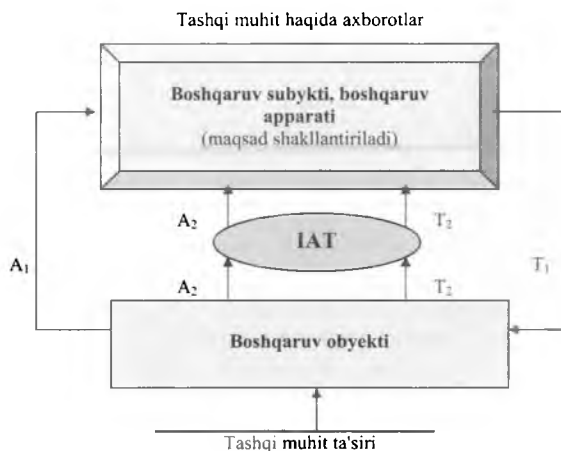 Tashqi muhit haqida axborotlar
Boshqaruv subykti, boshqaruv
apparati
(maqsad shakllantiriladi)
A₂ T₂
IAT
A₁ T₁
A₂ T₂
Boshqaruv obyekti
Tashqi muhit ta'siri